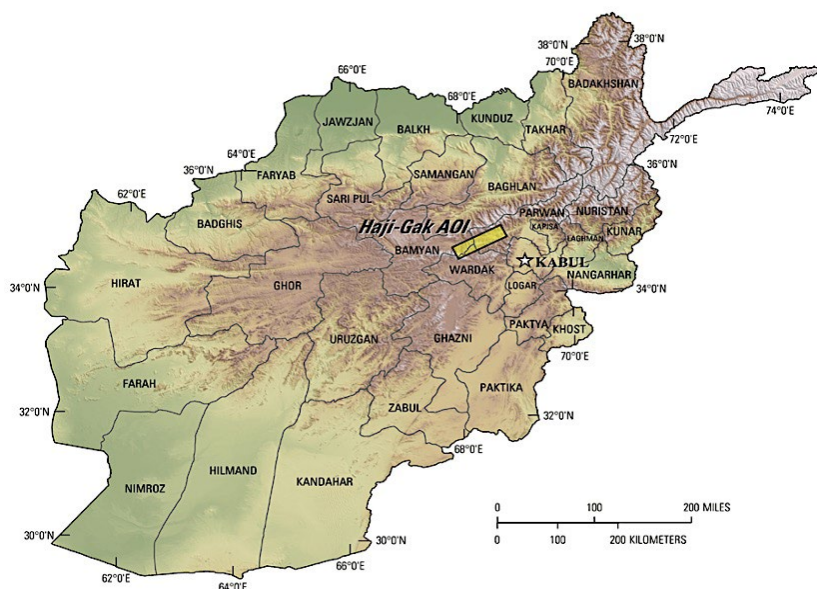 38°0'N
38°0'N
70°0'E
BADAKHSHAN
66°0'E
68°0'E
74°0'E
JAWZJAN
BALKH
KUNDUZ
TAKHAR
72°0'E
36°0'N
64°0'E
FARYAB
SAMANGAN
BAGHLAN
36°0'N
62°0'E
SARI PUL
BADGHIS
Haji-Gak AOI
PARWAN
NURISTAN
KAPISA
KUNAR
LAGHMAN
BAMYAN
WARDAK
KABUL
NANGARHAR
34°0'N
HIRAT
GHOR
LOGAR
34°0'N
URUZGAN
GHAZNI
PAKTYA
KHOST
70°0'E
FARAH
PAKTIKA
32°0'N
ZABUL
32°0'N
68°0'E
NIMROZ
HILMAND
KANDAHAR
0 100 200 MILES
0 100 200 KILOMETERS
30°0'N
30°0'N
62°0'E
64°0'E
66°0'E